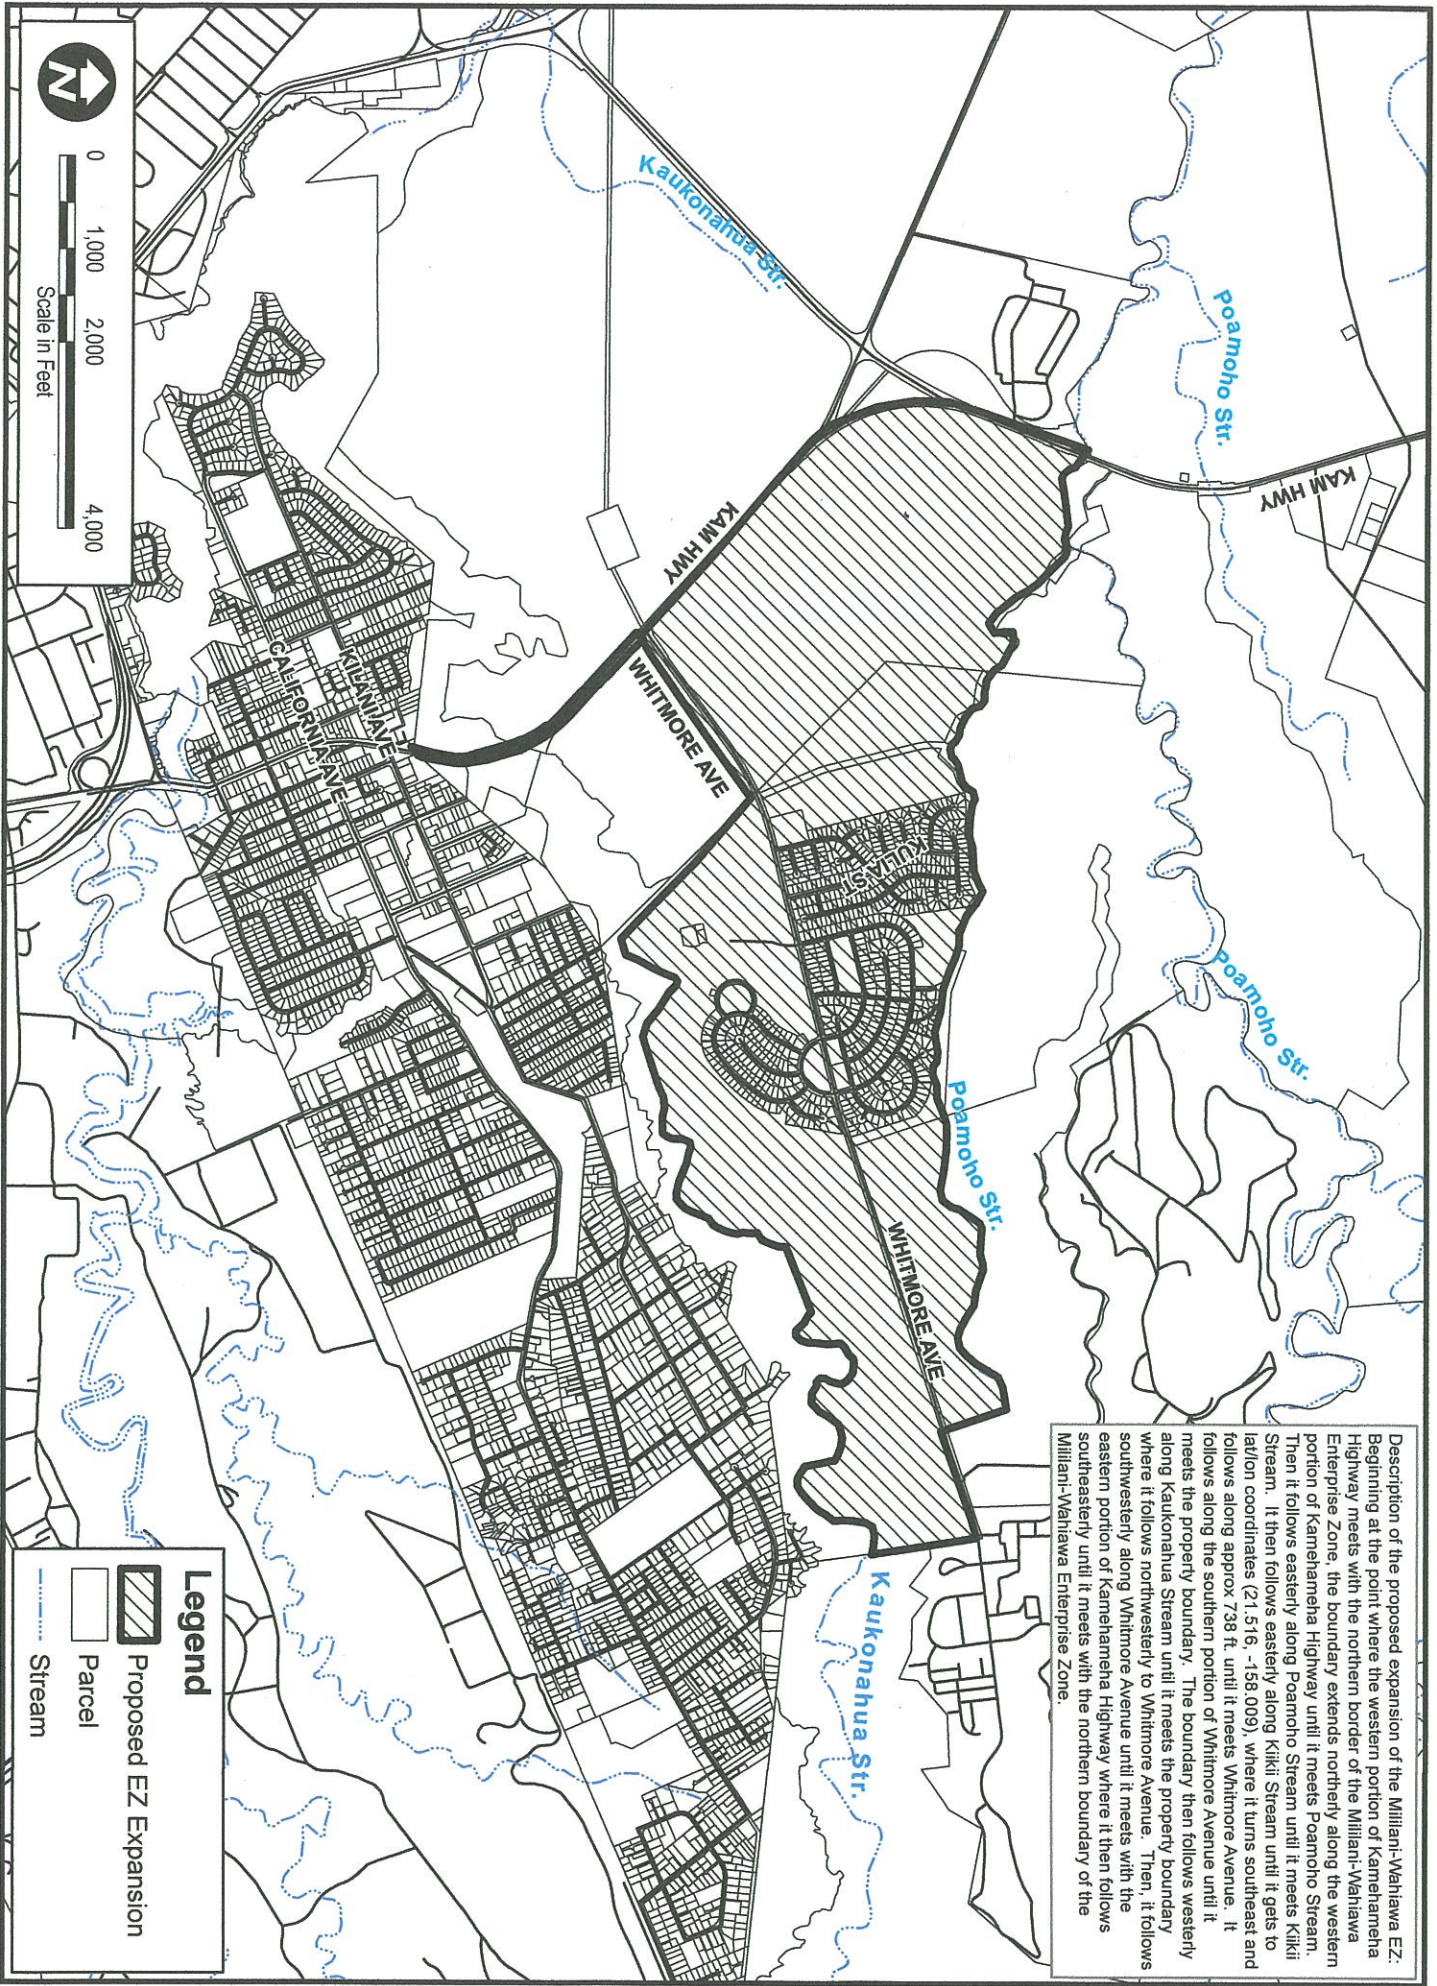 Description of the proposed expansion of the Mililani-Wahiawa EZ:
Beginning at the point where the western portion of Kamehameha
Highway meets with the northern border of the Mililani-Wahiawa
Enterprise Zone, the boundary extends northerly along the western
portion of Kamehameha Highway until it meets Poamoho Stream.
Then it follows easterly along Poamoho Stream until it meets Kiikii
Stream. It then follows easterly along Kiikii Stream until it gets to
lat/lon coordinates (21.516, -158.009), where it turns southeast and
follows along approx 738 ft. until it meets Whitmore Avenue. It
follows along the southern portion of Whitmore Avenue until it
meets the property boundary. The boundary then follows westerly
along Kaukonahua Stream until it meets the property boundary
where it follows northwesterly to Whitmore Avenue. Then, it follows
southwesterly along Whitmore Avenue until it meets with the
eastern portion of Kamehameha Highway where it then follows
southeasterly until it meets with the northern boundary of the
Mililani-Wahiawa Enterprise Zone.
KAM HWY
Poamoho Str.
Poamoho Str.
Poamoho Str.
Kaukonahua Str.
KAM HWY
WHITMORE AVE
KULIA ST
WHITMORE AVE
KILANI AVE
CALIFORNIA AVE
Kaukonahua Str.
N
0 1,000 2,000 4,000
Scale in Feet
Legend
Proposed EZ Expansion
Parcel
Stream